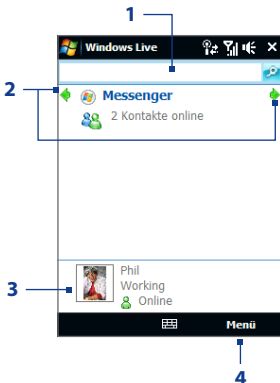 1
Windows Live
2
Messenger
2 Kontakte online
3
Phil
Working
Online
Menü
4